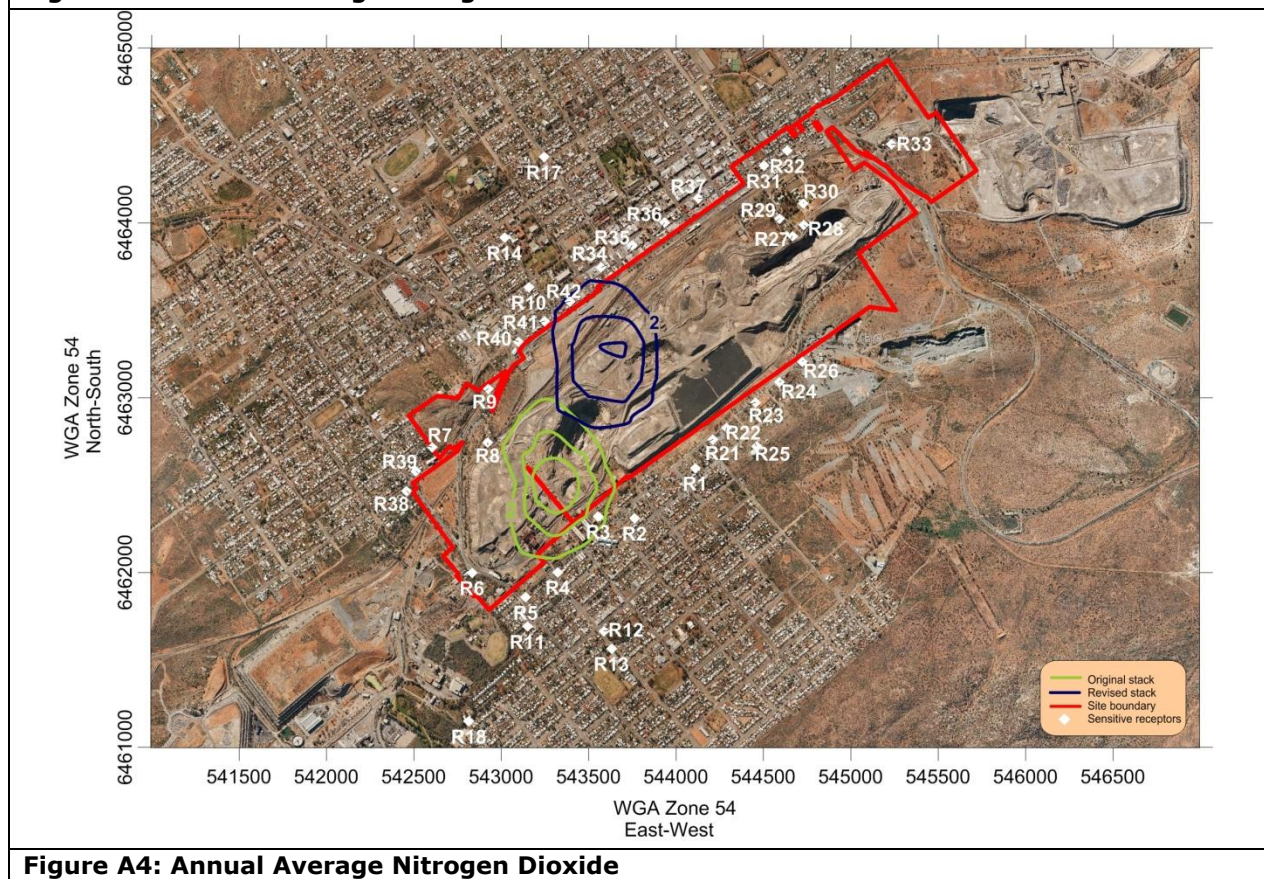 6465000
6464000
6463000
6462000
6461000
WGA Zone 54
North-South
R33
R32
R17
R31
R37
R30
R29
R36
R28
R27
R35
R14
R34
R42
R10
R41
2
R40
R26
R24
R9
R23
R7
R22
R8
R21
R25
R39
R1
R38
R3
R2
R6
R4
R5
R11
R12
R13
R18
Original stack
Revised stack
Site boundary
Sensitive receptors
541500 542000 542500 543000 543500 544000 544500 545000 545500 546000 546500
WGA Zone 54
East-West
Figure A4: Annual Average Nitrogen Dioxide